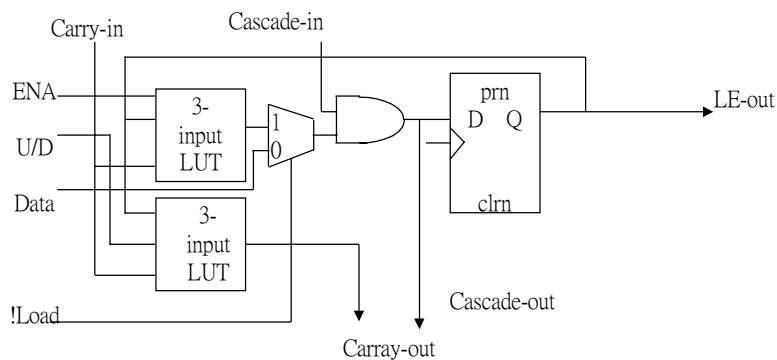 Carry-in
Cascade-in
ENA
U/D
Data
!Load
3-
input
LUT
1
0
3-
input
LUT
prn
D Q
clrn
LE-out
Cascade-out
Carray-out